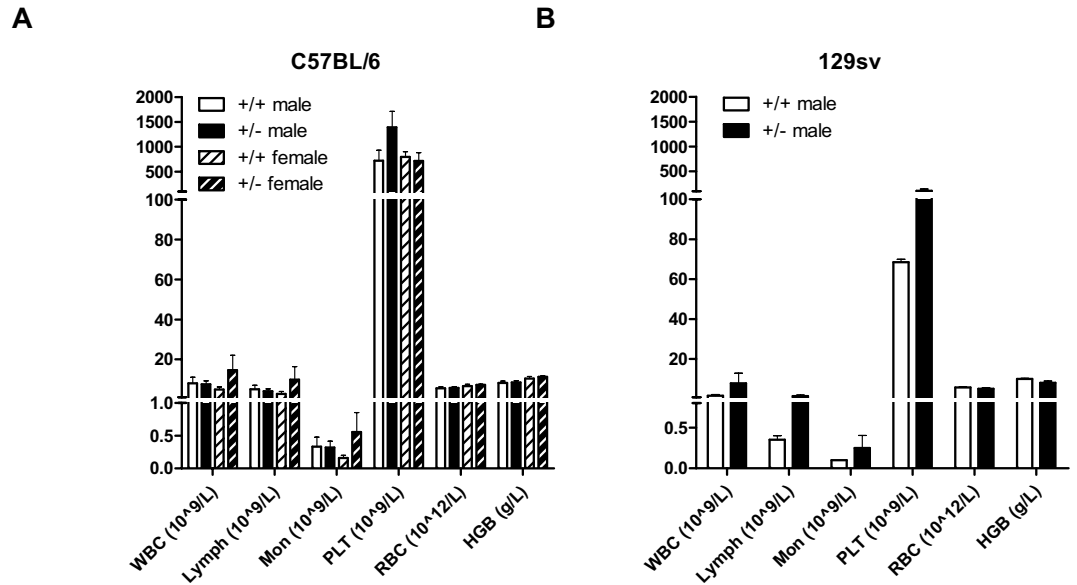 A
B
C57BL/6
129sv
+/+ male
+/- male
+/+ female
+/- female
2000
1500
1000
500
100
80
60
40
20
1.0
0.5
0.0
WBC (10^9/L)
Lymph (10^9/L)
Mon (10^9/L)
PLT (10^9/L)
RBC (10^12/L)
HGB (g/L)
+/+ male
+/- male
2000
1500
1000
500
100
80
60
40
20
0.5
0.0
WBC (10^9/L)
Lymph (10^9/L)
Mon (10^9/L)
PLT (10^9/L)
RBC (10^12/L)
HGB (g/L)